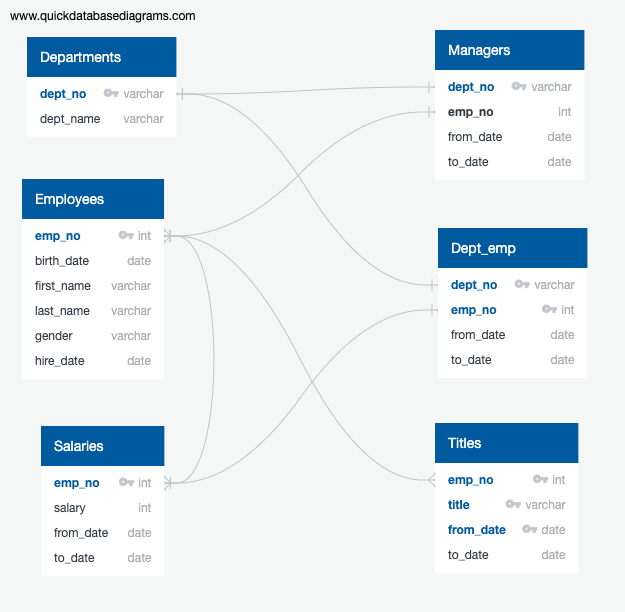 www.quickdatabasediagrams.com
Departments
dept_no varchar
dept_name varchar
Managers
dept_no varchar
emp_no int
from_date date
to_date date
Employees
emp_no int
birth_date date
first_name varchar
last_name varchar
gender varchar
hire_date date
Dept_emp
dept_no varchar
emp_no int
from_date date
to_date date
Salaries
emp_no int
salary int
from_date date
to_date date
Titles
emp_no int
title varchar
from_date date
to_date date